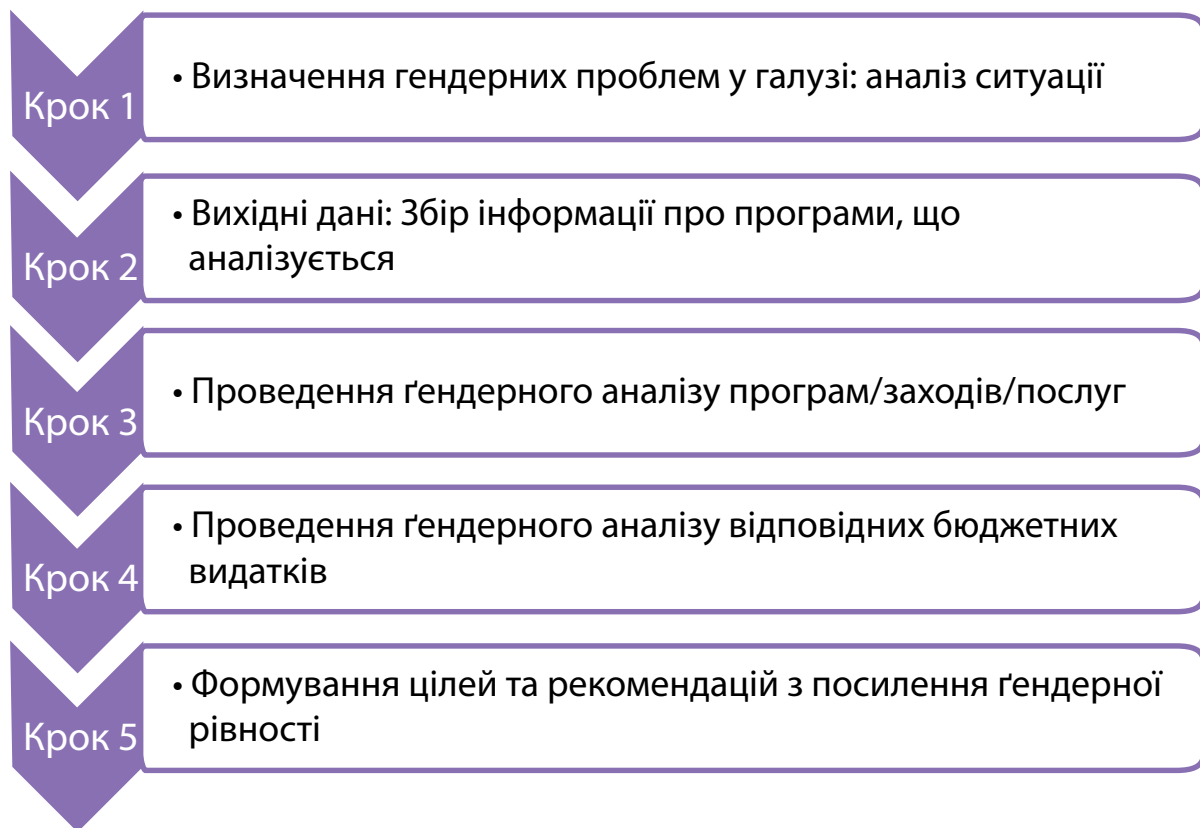 Крок 1
• Визначення гендерних проблем у галузі: аналіз ситуації
Крок 2
• Вихідні дані: Збір інформації про програми, що
аналізується
Крок 3
• Проведення ґендерного аналізу програм/заходів/послуг
Крок 4
• Проведення ґендерного аналізу відповідних бюджетних
видатків
Крок 5
• Формування цілей та рекомендацій з посилення ґендерної
рівності